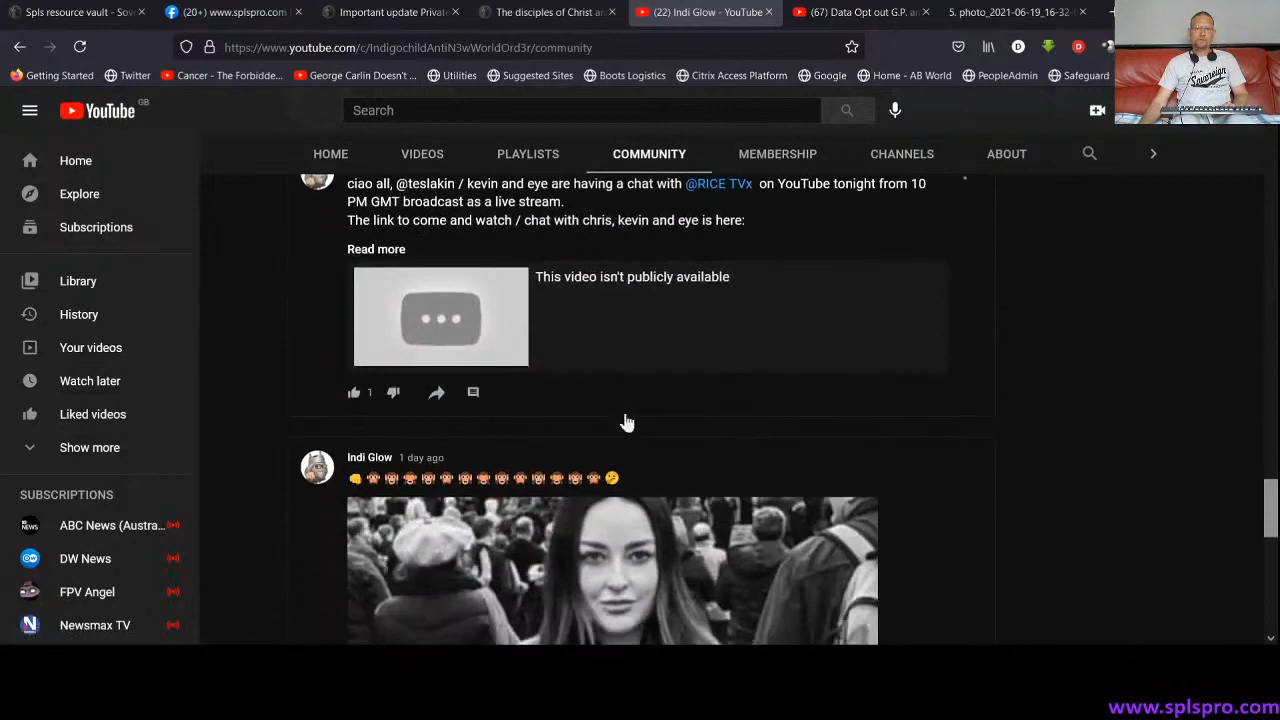 Spls resource vault - Sov
(20+) www.splspro.com |
Important update Privat
The disciples of Christ ar
(22) Indi Glow - YouTube
(67) Data Opt out G.P. an
5. photo_2021-06-19_16-32-
https://www.youtube.com/c/IndigochildAntiN3wWorldOrd3r/community
Getting Started
Twitter
Cancer - The Forbidde...
George Carlin Doesn't ...
Utilities
Suggested Sites
Boots Logistics
Citrix Access Platform
Google
Home - AB World
PeopleAdmin
Safeguard
Sovereign
YouTube GB
Search
HOME
VIDEOS
PLAYLISTS
COMMUNITY
MEMBERSHIP
CHANNELS
ABOUT
Home
Explore
Subscriptions
Library
History
Your videos
Watch later
Liked videos
Show more
SUBSCRIPTIONS
ABC News (Austra...
DW News
FPV Angel
Newsmax TV
ciao all, @teslakin / kevin and eye are having a chat with @RICE TVx on YouTube tonight from 10
PM GMT broadcast as a live stream.
The link to come and watch / chat with chris, kevin and eye is here:
Read more
This video isn't publicly available
1
Indi Glow 1 day ago
www.splspro.com